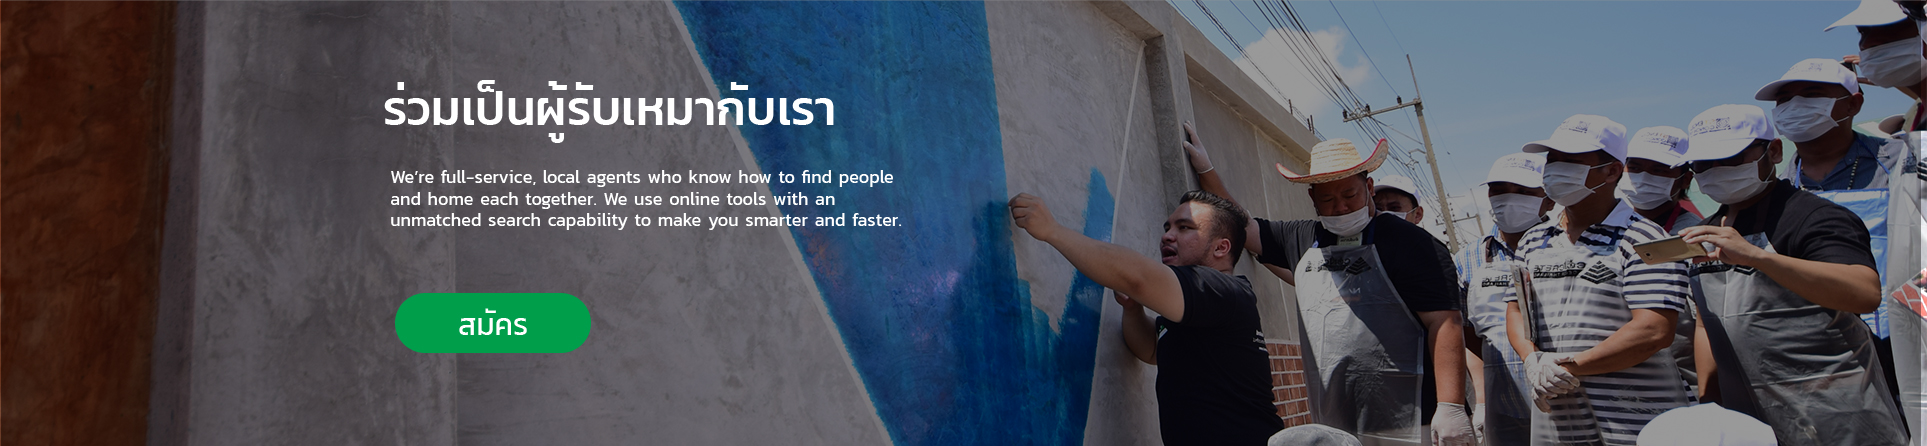 ร่วมเป็นผู้รับเหมากับเรา
We’re full-service, local agents who know how to find people
and home each together. We use online tools with an
unmatched search capability to make you smarter and faster.
สมัคร